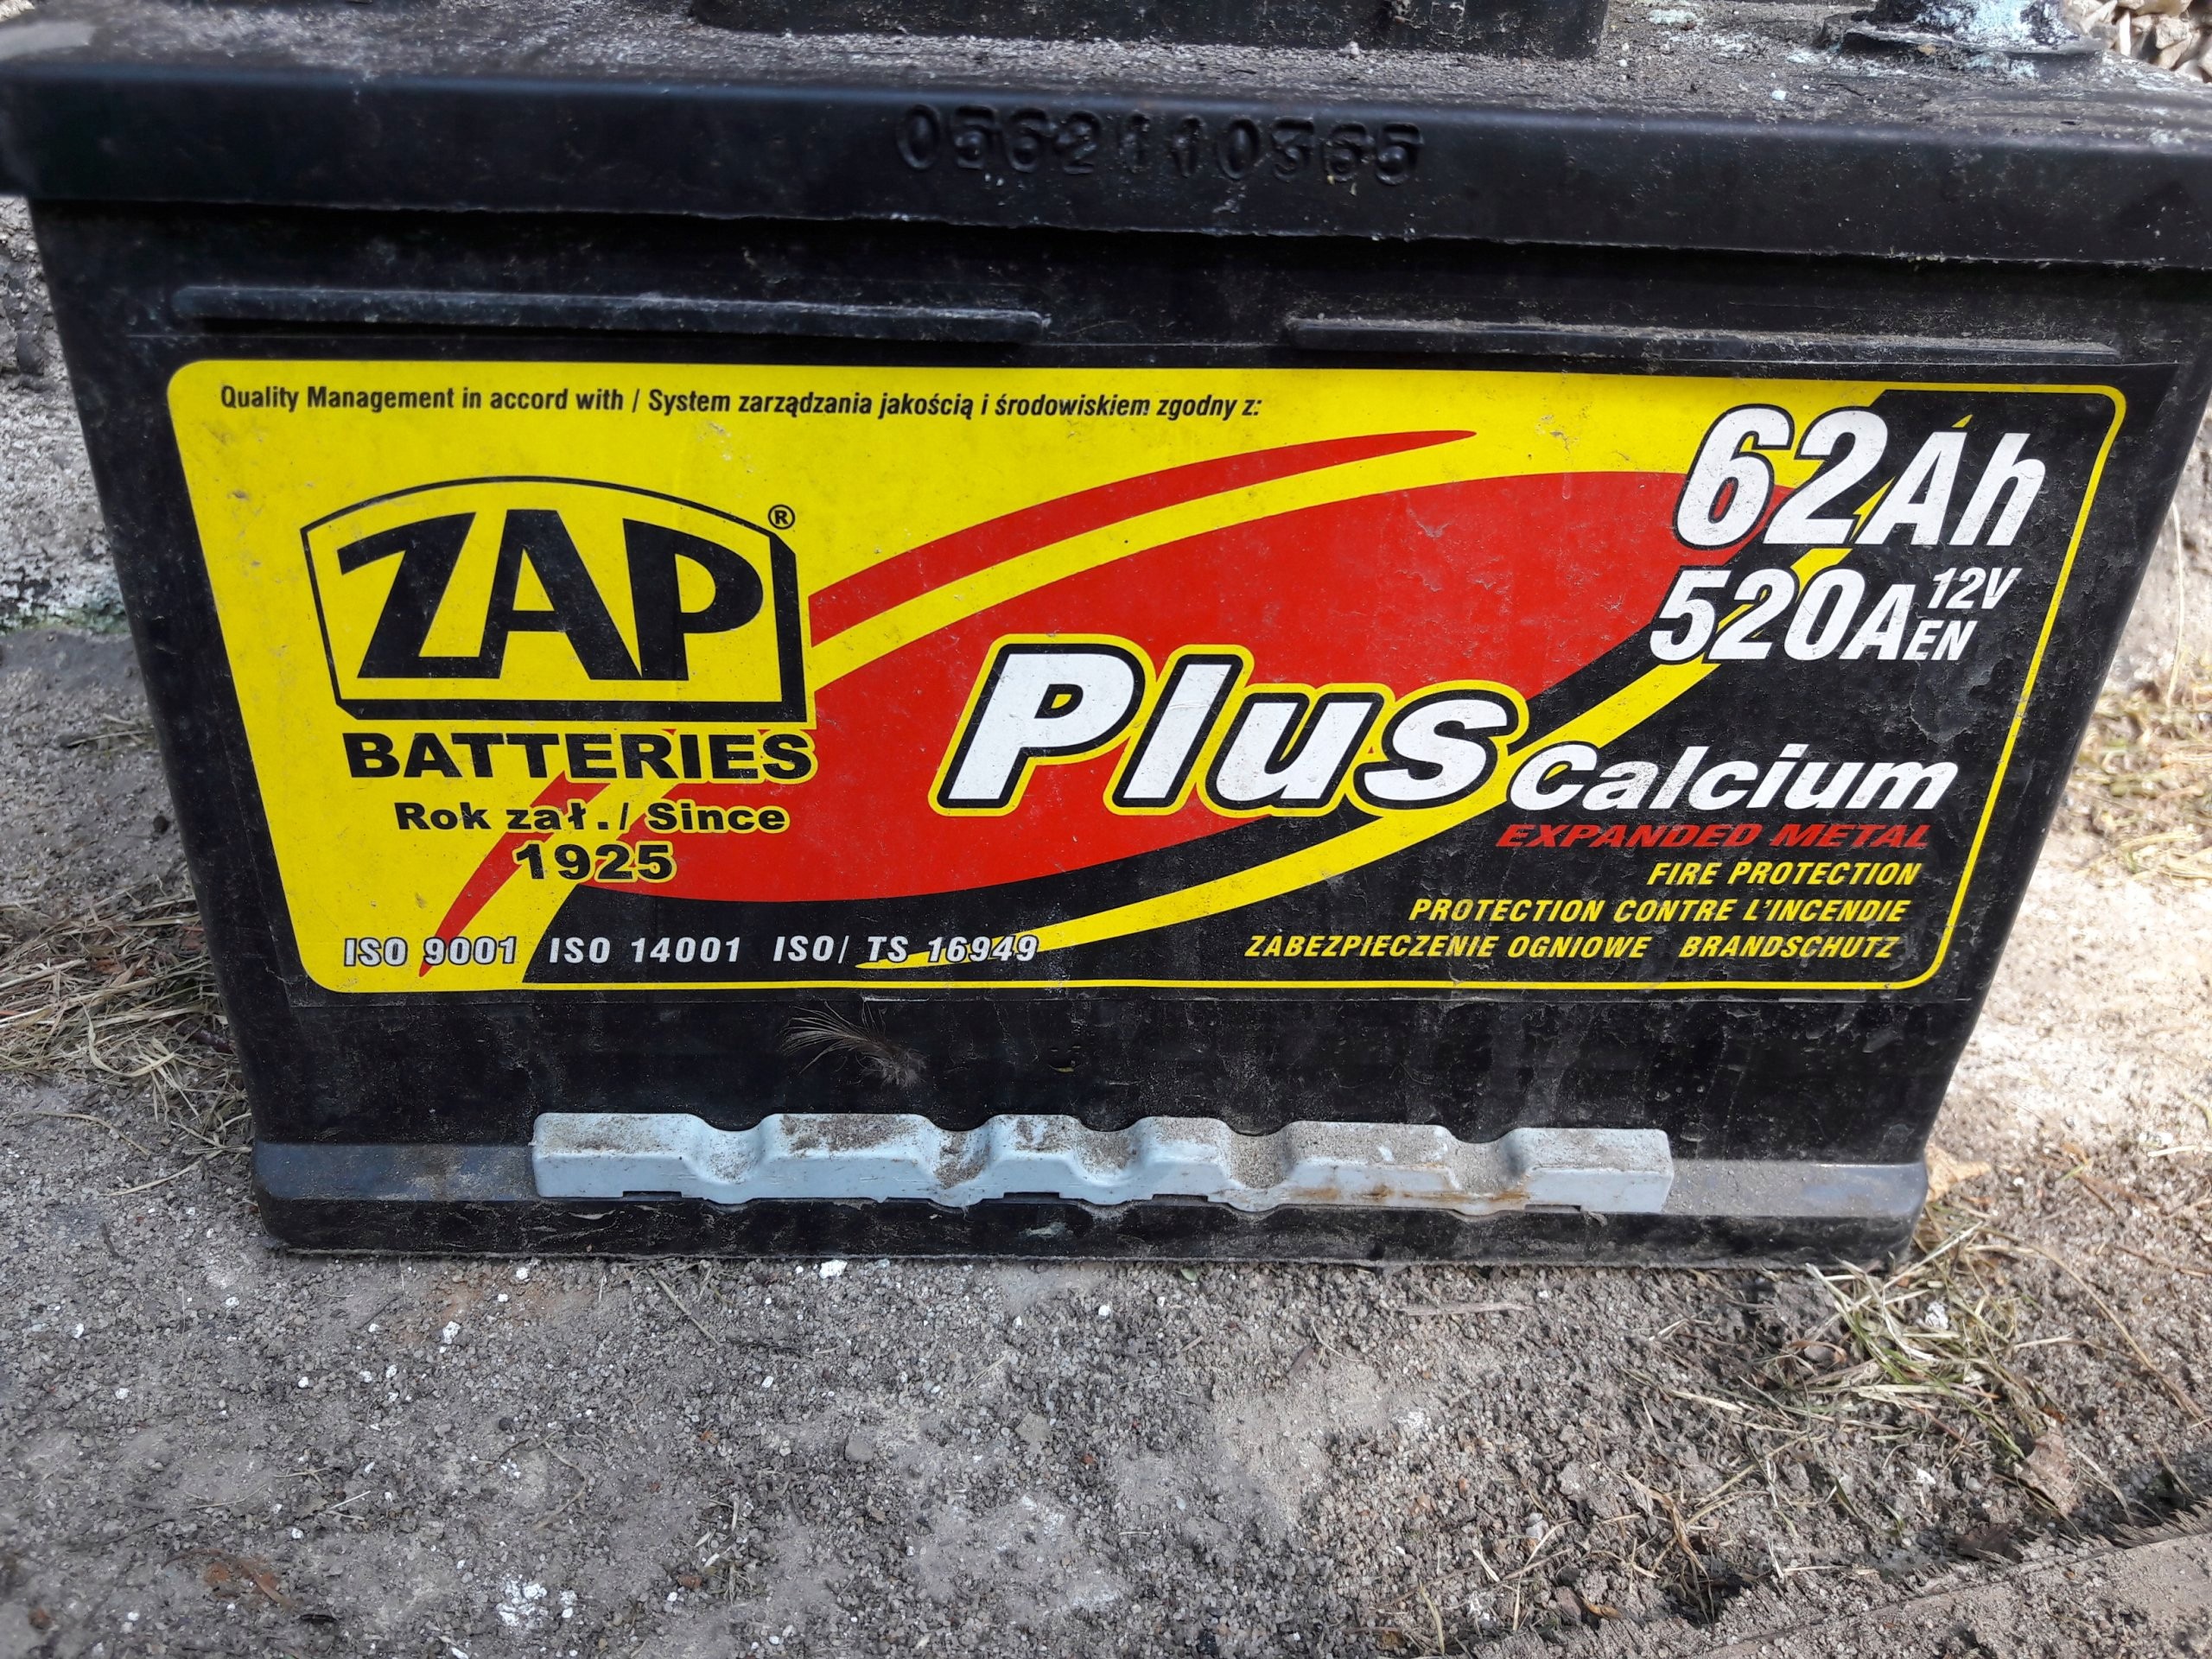 0562110365
Quality Management in accord with / System zarządzania jakością i środowiskiem zgodny z:
62Ah
520A 12V EN
ZAP®
BATTERIES
Rok zał./ Since
1925
Plus Calcium
EXPANDED METAL
FIRE PROTECTION
PROTECTION CONTRE L'INCENDIE
ZABEZPIECZENIE OGNIOWE BRANDSCHUTZ
ISO 9001 ISO 14001 ISO/ TS 16949